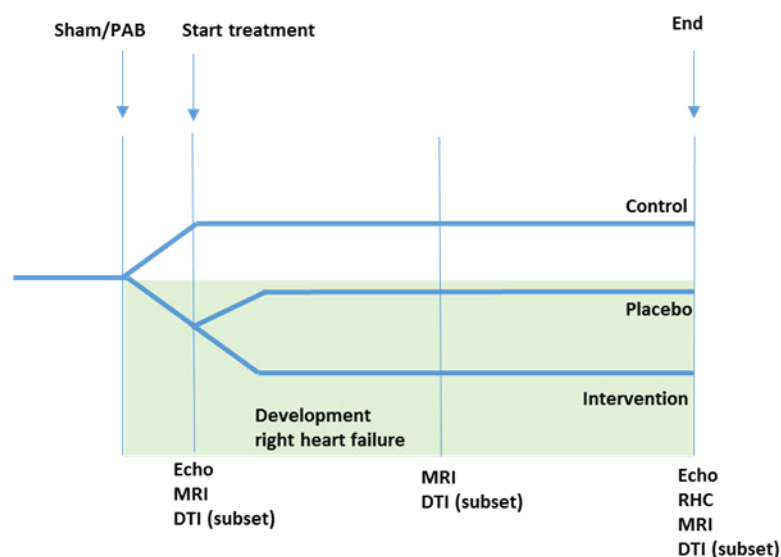 Sham/PAB
Start treatment
End
Control
Placebo
Intervention
Development
right heart failure
Echo
MRI
DTI (subset)
MRI
DTI (subset)
Echo
RHC
MRI
DTI (subset)